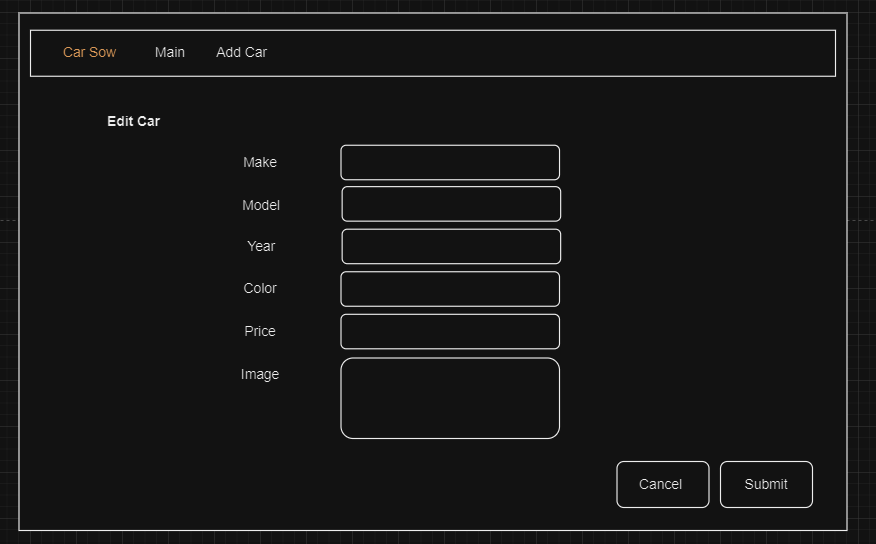 Car Sow Main Add Car
Edit Car
Make
Model
Year
Color
Price
Image
Cancel Submit